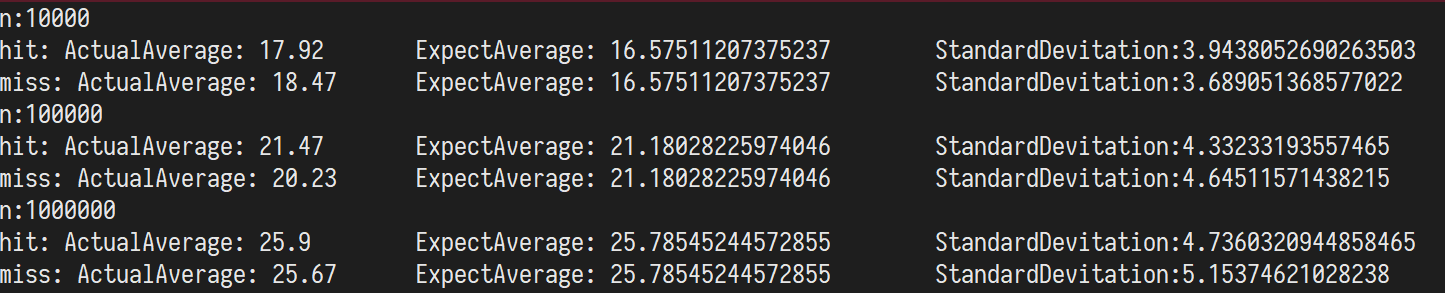 n:10000
hit: ActualAverage: 17.92 ExpectAverage: 16.57511207375237 StandardDevitation:3.9438052690263503
miss: ActualAverage: 18.47 ExpectAverage: 16.57511207375237 StandardDevitation:3.689051368577022
n:100000
hit: ActualAverage: 21.47 ExpectAverage: 21.18028225974046 StandardDevitation:4.33233193557465
miss: ActualAverage: 20.23 ExpectAverage: 21.18028225974046 StandardDevitation:4.64511571438215
n:1000000
hit: ActualAverage: 25.9 ExpectAverage: 25.78545244572855 StandardDevitation:4.7360320944858465
miss: ActualAverage: 25.67 ExpectAverage: 25.78545244572855 StandardDevitation:5.15374621028238